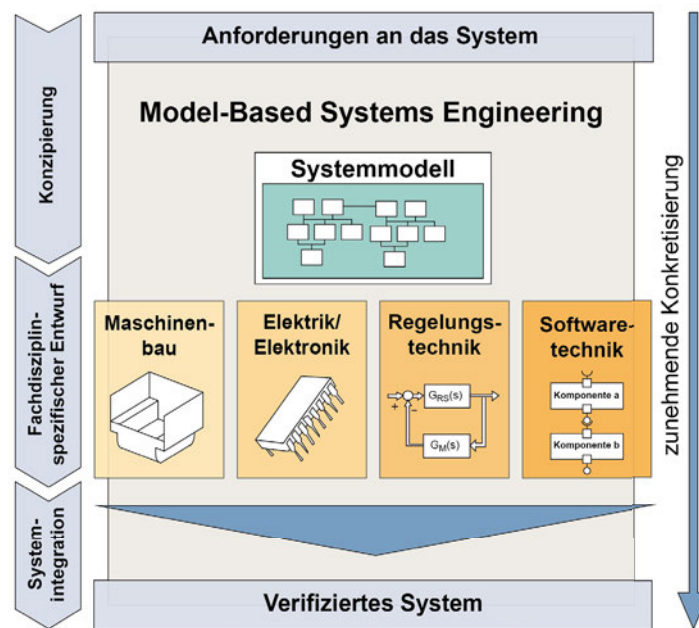 Anforderungen an das System
Model-Based Systems Engineering
Systemmodell
Konzipierung
Fachdisziplin-
spezifischer Entwurf
System-
integration
Maschinen-
bau
Elektrik/
Elektronik
Regelungs-
technik
G_RS(s)
+
−
G_M(s)
Software-
technik
Komponente a
Komponente b
Verifiziertes System
zunehmende Konkretisierung